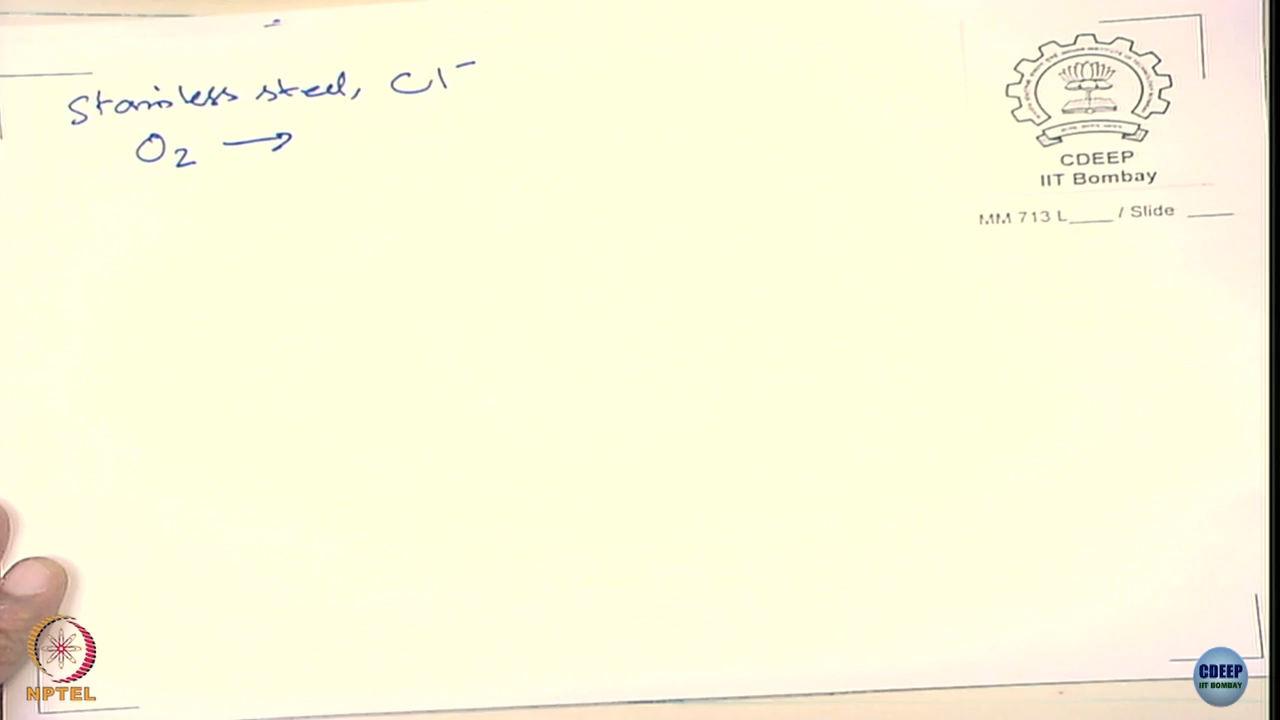 Stainless steel, Cl⁻
O₂ →
CDEEP
IIT Bombay
MM 713 L____ / Slide ____
NPTEL
CDEEP
IIT BOMBAY